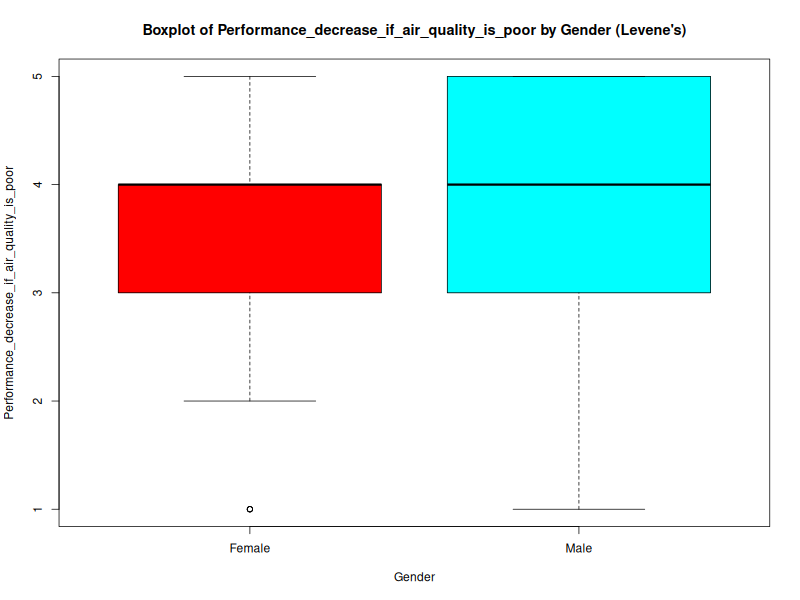 Boxplot of Performance_decrease_if_air_quality_is_poor by Gender (Levene's)
Performance_decrease_if_air_quality_is_poor
5
4
3
2
1
Female Male
Gender